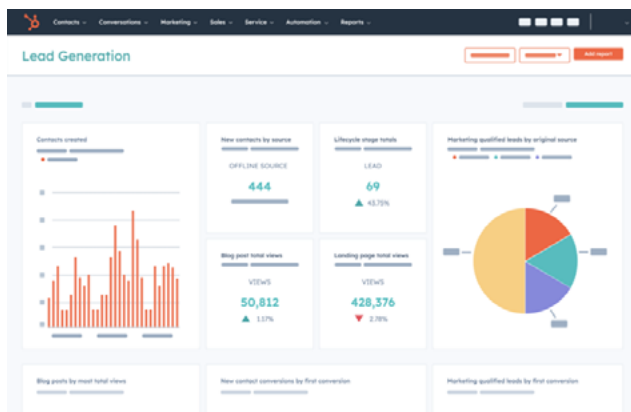 Contacts Conversations Marketing Sales Service Automation Reports
Lead Generation
Add report
Contacts created
New contacts by source
OFFLINE SOURCE
444
Lifecycle stage totals
LEAD
69
43.75%
Marketing qualified leads by original source
Blog post total views
VIEWS
50,812
1.17%
Landing page total views
VIEWS
428,376
2.78%
Blog posts by most total views
New contact conversions by first conversion
Marketing qualified leads by first conversion